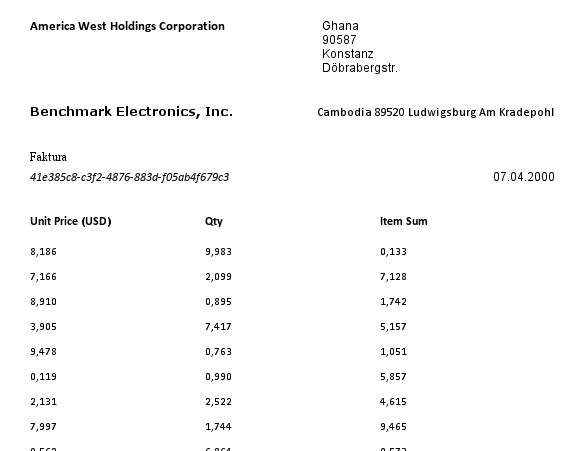 America West Holdings Corporation
Ghana
90587
Konstanz
Döbrabergstr.
Benchmark Electronics, Inc. Cambodia 89520 Ludwigsburg Am Kradepohl
Faktura
41e385c8-c3f2-4876-883d-f05ab4f679c3 07.04.2000
Unit Price (USD) Qty Item Sum
8,186 9,983 0,133
7,166 2,099 7,128
8,910 0,895 1,742
3,905 7,417 5,157
9,478 0,763 1,051
0,119 0,990 5,857
2,131 2,522 4,615
7,997 1,744 9,465